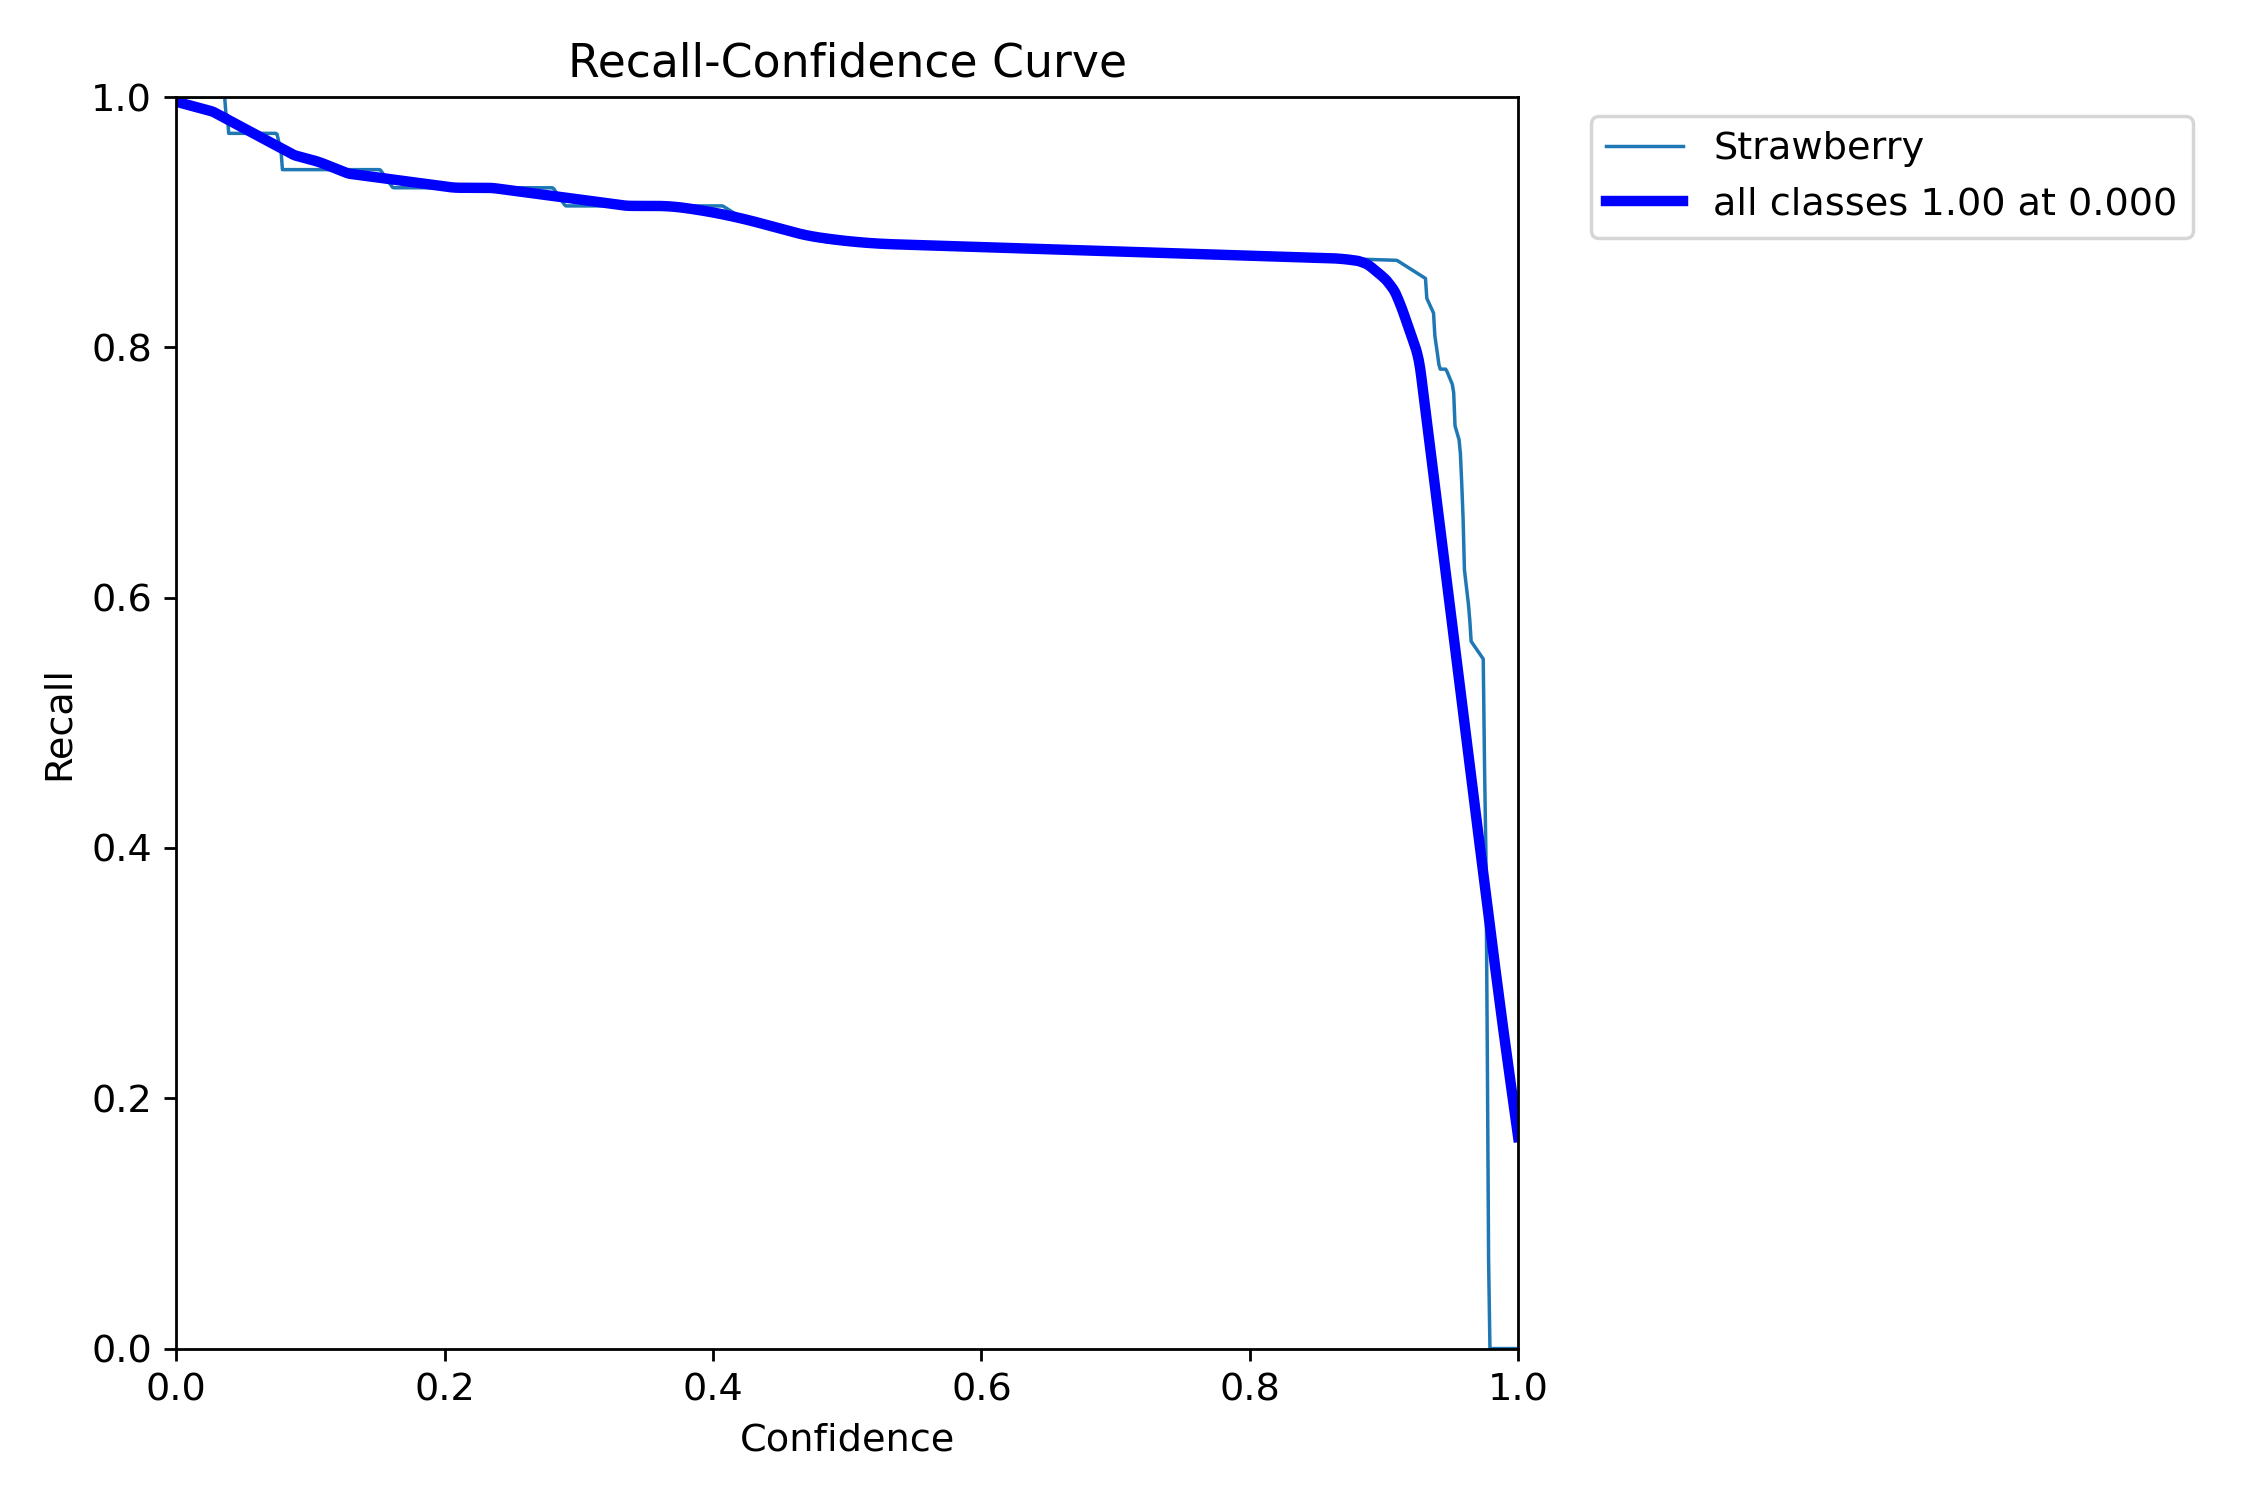 Recall-Confidence Curve
1.0
0.8
0.6
0.4
0.2
0.0
Recall
0.0 0.2 0.4 0.6 0.8 1.0
Confidence
Strawberry
all classes 1.00 at 0.000